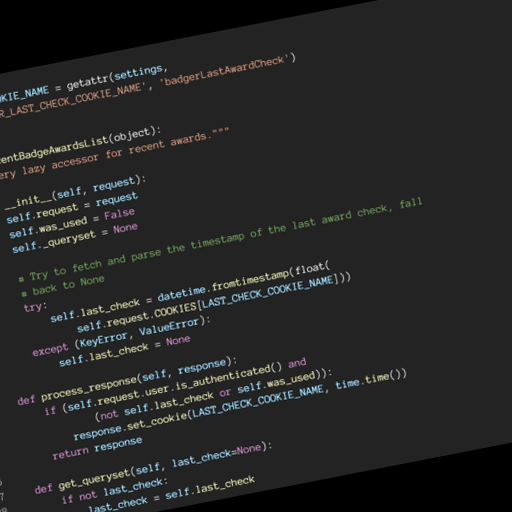 KIE_NAME = getattr(settings,
R_LAST_CHECK_COOKIE_NAME', 'badgerLastAwardCheck')
entBadgeAwardsList(object):
ery lazy accessor for recent awards."""
__init__(self, request):
self.request = request
self.was_used = False
self._queryset = None
# Try to fetch and parse the timestamp of the last award check, fall
# back to None
try:
self.last_check = datetime.fromtimestamp(float(
self.request.COOKIES[LAST_CHECK_COOKIE_NAME]))
except (KeyError, ValueError):
self.last_check = None
def process_response(self, response):
if (self.request.user.is_authenticated() and
(not self.last_check or self.was_used)):
response.set_cookie(LAST_CHECK_COOKIE_NAME, time.time())
return response
def get_queryset(self, last_check=None):
7 if not last_check:
last_check = self.last_check